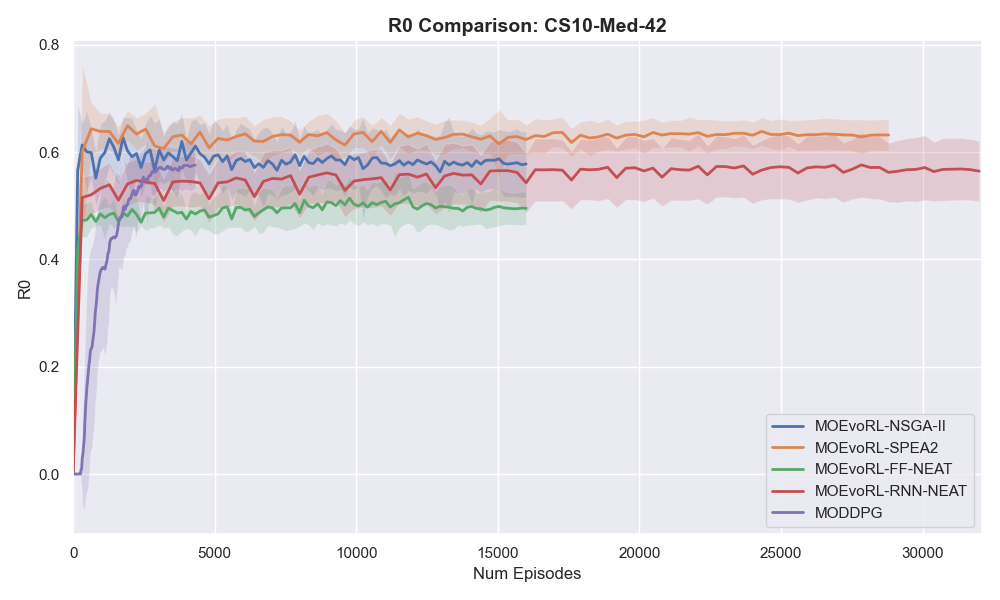 R0 Comparison: CS10-Med-42
0.8
0.6
0.4
0.2
0.0
R0
0
5000
10000
15000
20000
25000
30000
Num Episodes
MOEvoRL-NSGA-II
MOEvoRL-SPEA2
MOEvoRL-FF-NEAT
MOEvoRL-RNN-NEAT
MODDPG